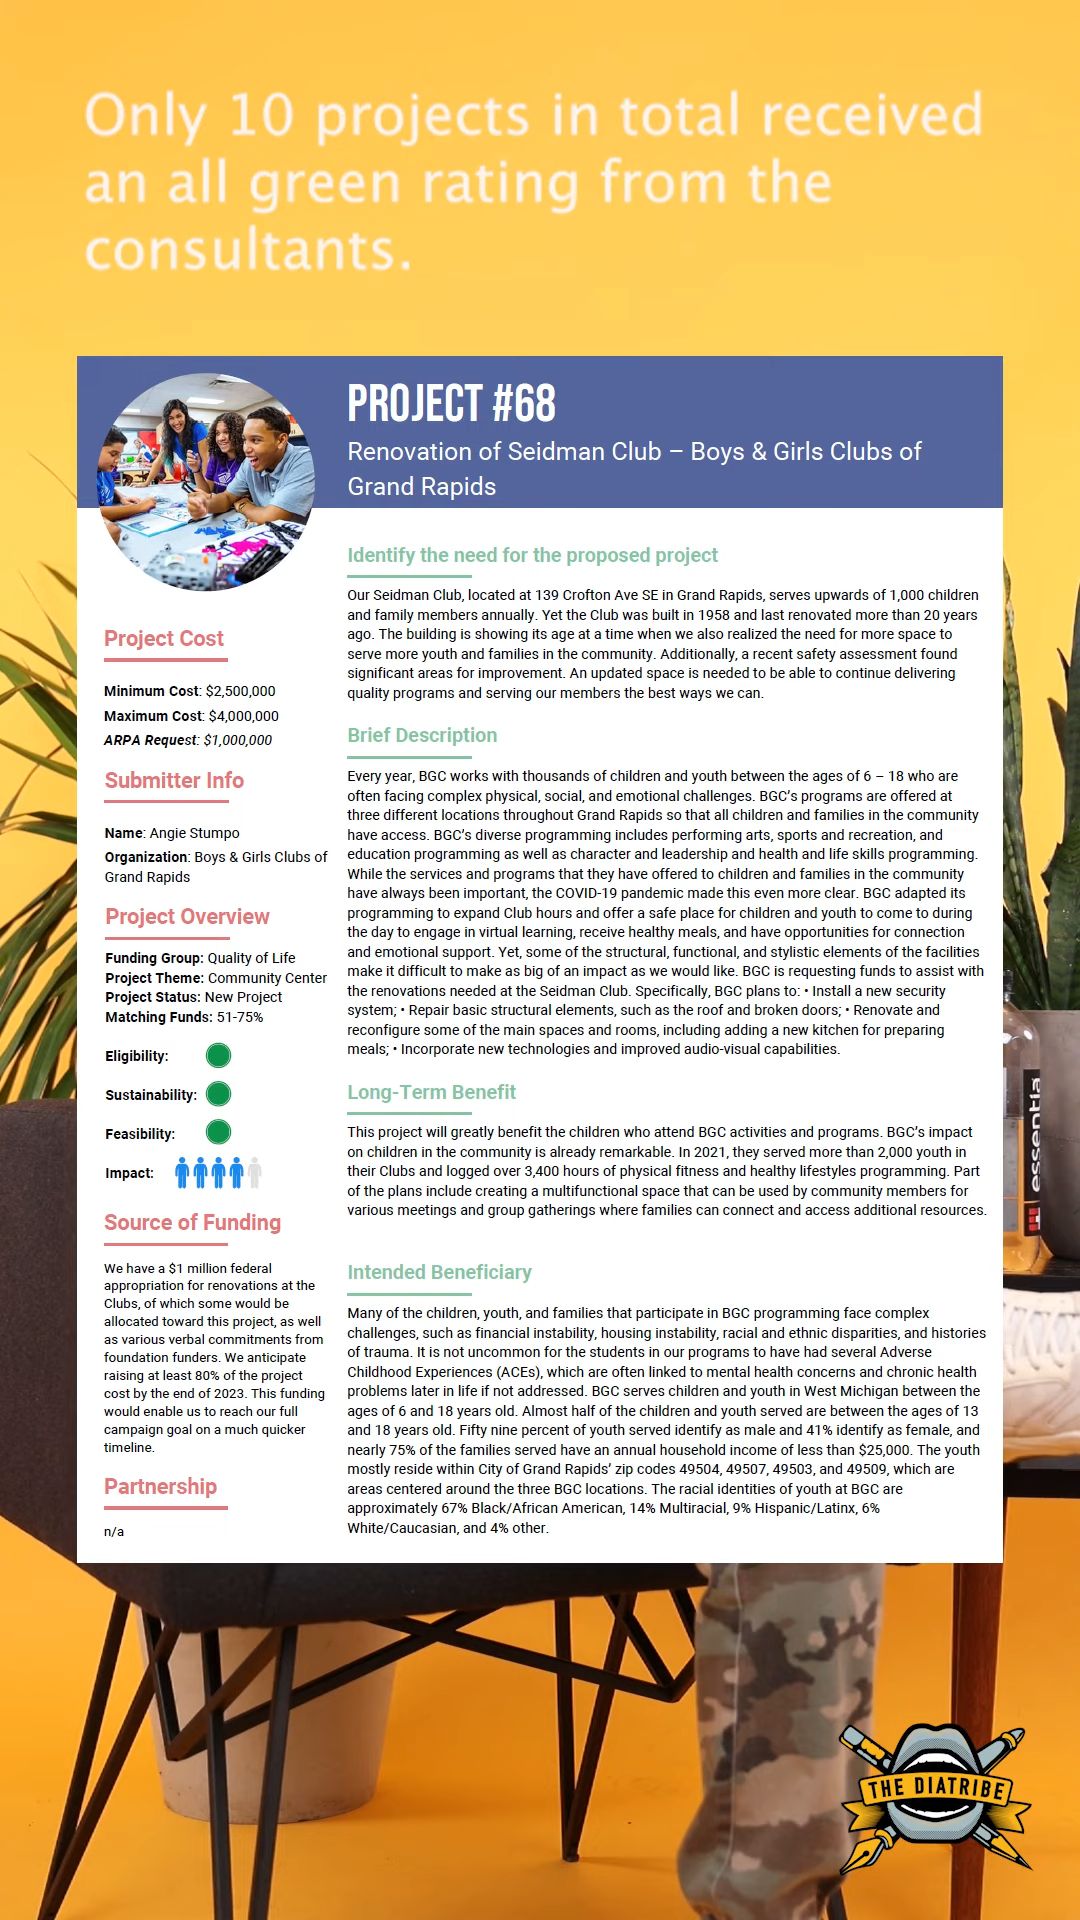 Only 10 projects in total received
an all green rating from the
consultants.
PROJECT #68
Renovation of Seidman Club – Boys & Girls Clubs of
Grand Rapids
Project Cost
Minimum Cost: $2,500,000
Maximum Cost: $4,000,000
ARPA Request: $1,000,000
Submitter Info
Name: Angie Stumpo
Organization: Boys & Girls Clubs of
Grand Rapids
Project Overview
Funding Group: Quality of Life
Project Theme: Community Center
Project Status: New Project
Matching Funds: 51-75%
Eligibility:
Sustainability:
Feasibility:
Impact:
Source of Funding
We have a $1 million federal
appropriation for renovations at the
Clubs, of which some would be
allocated toward this project, as well
as various verbal commitments from
foundation funders. We anticipate
raising at least 80% of the project
cost by the end of 2023. This funding
would enable us to reach our full
campaign goal on a much quicker
timeline.
Partnership
n/a
Identify the need for the proposed project
Our Seidman Club, located at 139 Crofton Ave SE in Grand Rapids, serves upwards of 1,000 children
and family members annually. Yet the Club was built in 1958 and last renovated more than 20 years
ago. The building is showing its age at a time when we also realized the need for more space to
serve more youth and families in the community. Additionally, a recent safety assessment found
significant areas for improvement. An updated space is needed to be able to continue delivering
quality programs and serving our members the best ways we can.
Brief Description
Every year, BGC works with thousands of children and youth between the ages of 6 – 18 who are
often facing complex physical, social, and emotional challenges. BGC’s programs are offered at
three different locations throughout Grand Rapids so that all children and families in the community
have access. BGC’s diverse programming includes performing arts, sports and recreation, and
education programming as well as character and leadership and health and life skills programming.
While the services and programs that they have offered to children and families in the community
have always been important, the COVID-19 pandemic made this even more clear. BGC adapted its
programming to expand Club hours and offer a safe place for children and youth to come to during
the day to engage in virtual learning, receive healthy meals, and have opportunities for connection
and emotional support. Yet, some of the structural, functional, and stylistic elements of the facilities
make it difficult to make as big of an impact as we would like. BGC is requesting funds to assist with
the renovations needed at the Seidman Club. Specifically, BGC plans to: • Install a new security
system; • Repair basic structural elements, such as the roof and broken doors; • Renovate and
reconfigure some of the main spaces and rooms, including adding a new kitchen for preparing
meals; • Incorporate new technologies and improved audio-visual capabilities.
Long-Term Benefit
This project will greatly benefit the children who attend BGC activities and programs. BGC’s impact
on children in the community is already remarkable. In 2021, they served more than 2,000 youth in
their Clubs and logged over 3,400 hours of physical fitness and healthy lifestyles programming. Part
of the plans include creating a multifunctional space that can be used by community members for
various meetings and group gatherings where families can connect and access additional resources.
Intended Beneficiary
Many of the children, youth, and families that participate in BGC programming face complex
challenges, such as financial instability, housing instability, racial and ethnic disparities, and histories
of trauma. It is not uncommon for the students in our programs to have had several Adverse
Childhood Experiences (ACEs), which are often linked to mental health concerns and chronic health
problems later in life if not addressed. BGC serves children and youth in West Michigan between the
ages of 6 and 18 years old. Almost half of the children and youth served are between the ages of 13
and 18 years old. Fifty nine percent of youth served identify as male and 41% identify as female, and
nearly 75% of the families served have an annual household income of less than $25,000. The youth
mostly reside within City of Grand Rapids’ zip codes 49504, 49507, 49503, and 49509, which are
areas centered around the three BGC locations. The racial identities of youth at BGC are
approximately 67% Black/African American, 14% Multiracial, 9% Hispanic/Latinx, 6%
White/Caucasian, and 4% other.
essentia
THE DIATRIBE